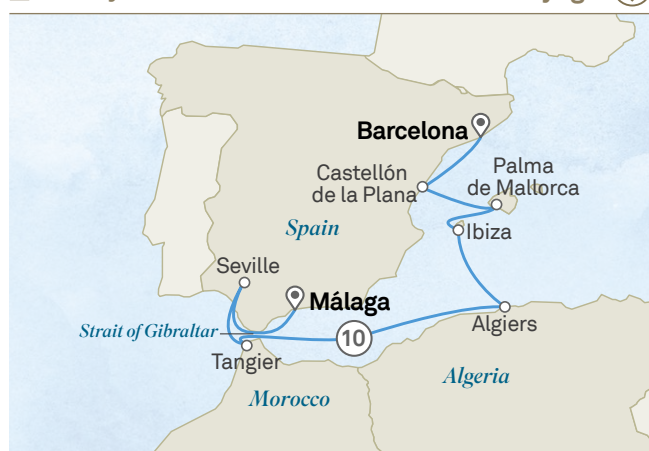 Barcelona
Castellón
de la Plana
Palma
de Mallorca
Spain
Ibiza
Seville
Málaga
Strait of Gibraltar
10
Algiers
Tangier
Algeria
Morocco